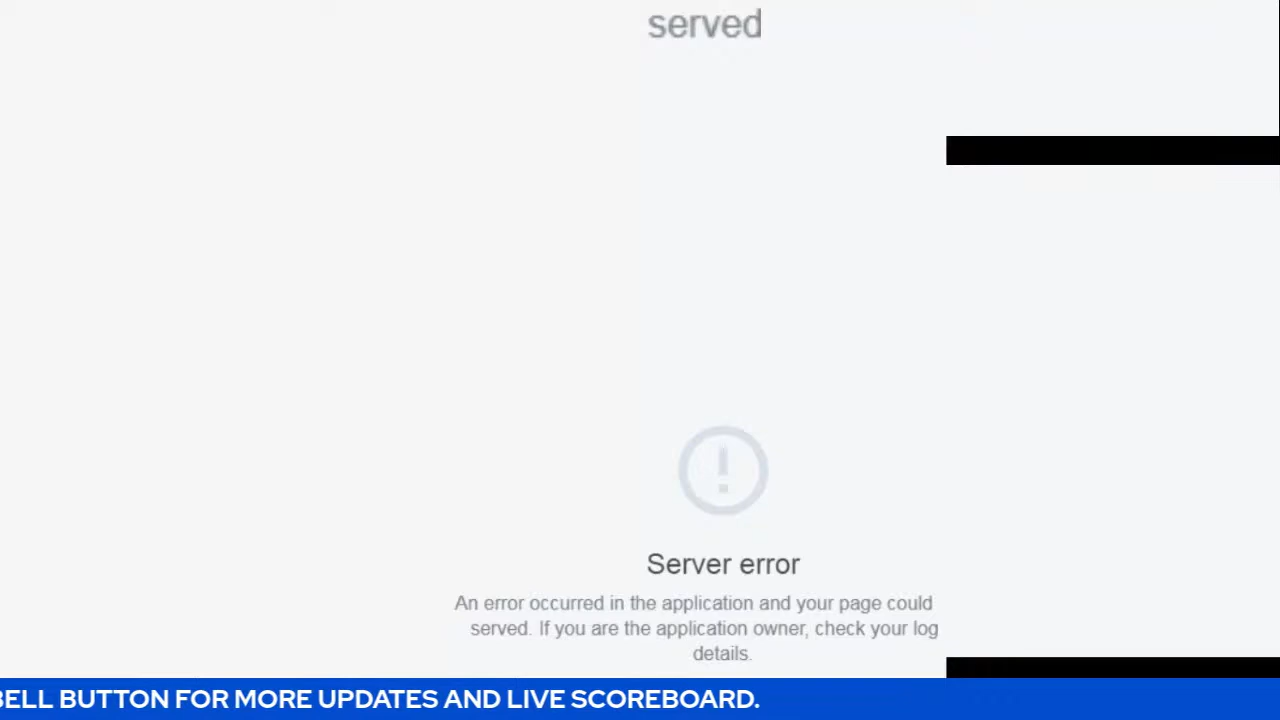 served
Server error
An error occurred in the application and your page could
served. If you are the application owner, check your log
details.
BELL BUTTON FOR MORE UPDATES AND LIVE SCOREBOARD.